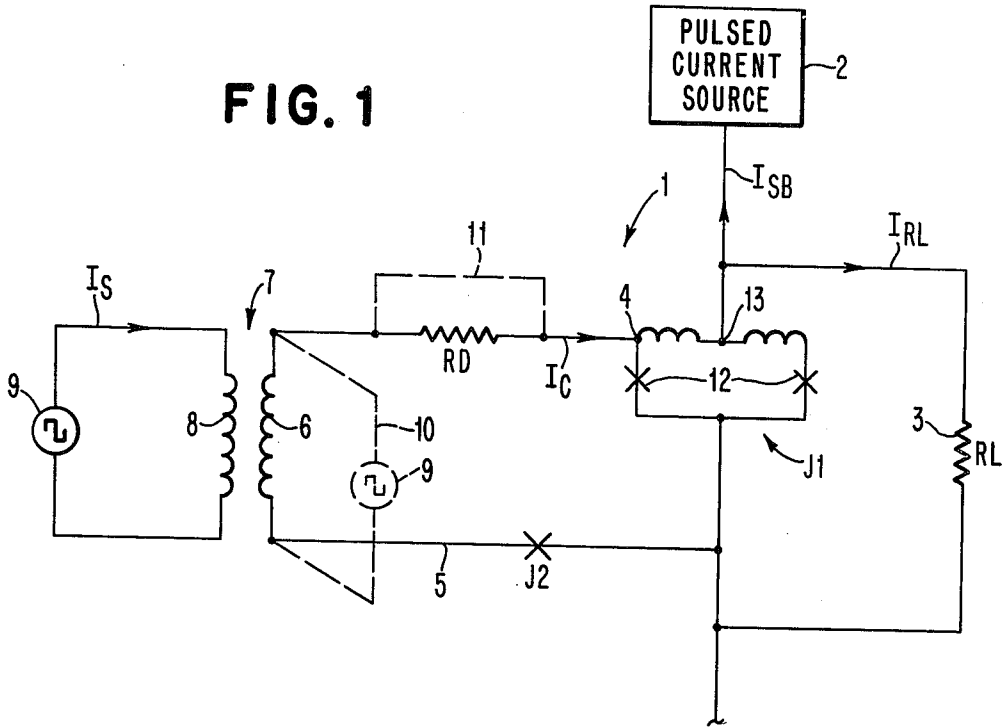 PULSED
CURRENT
SOURCE
2
FIG. 1
I_SB
1
I_RL
11
I_S
7
4
13
RD
I_C
12
9
8
6
10
9
3
RL
J1
5
J2